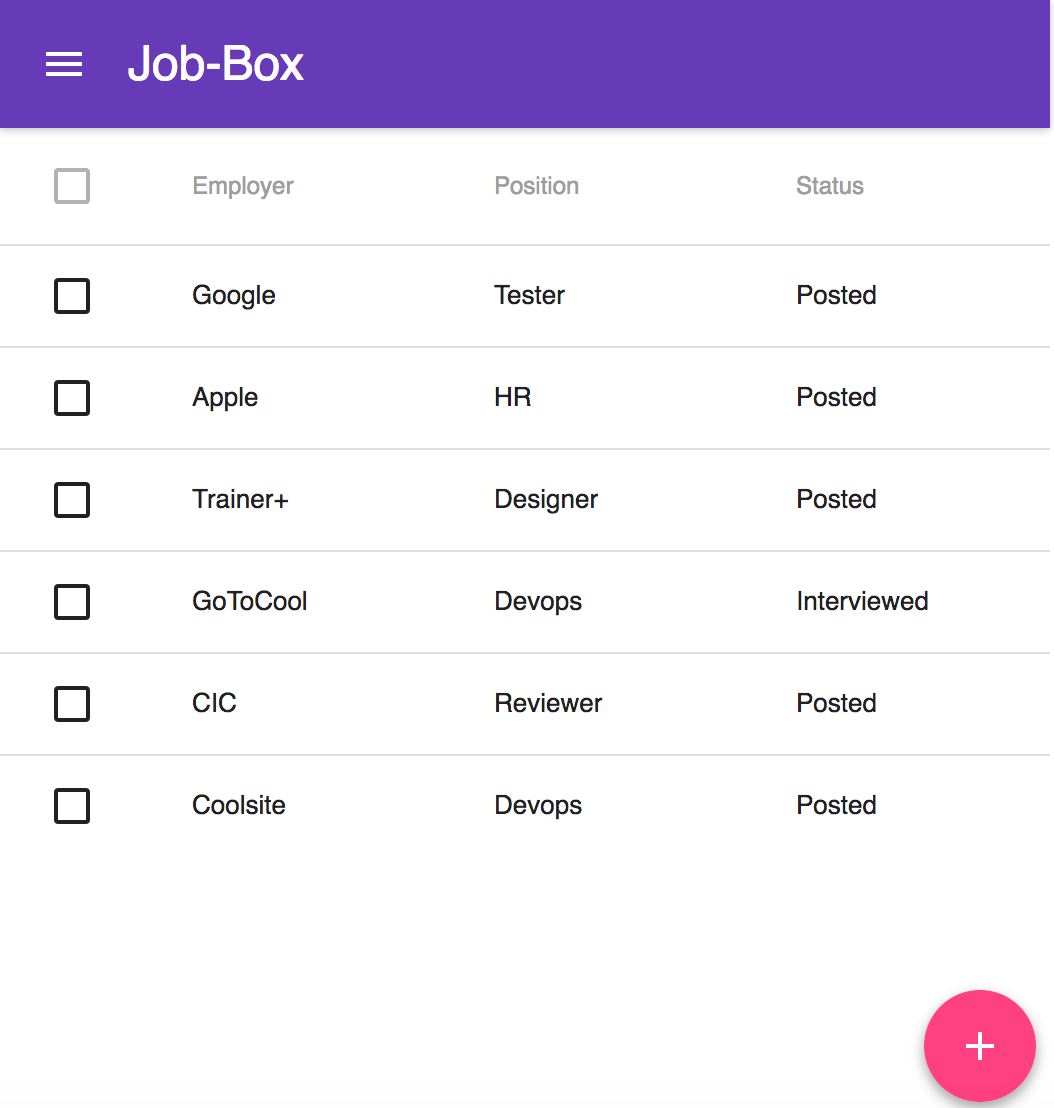 Job-Box
Employer Position Status
Google Tester Posted
Apple HR Posted
Trainer+ Designer Posted
GoToCool Devops Interviewed
CIC Reviewer Posted
Coolsite Devops Posted
+